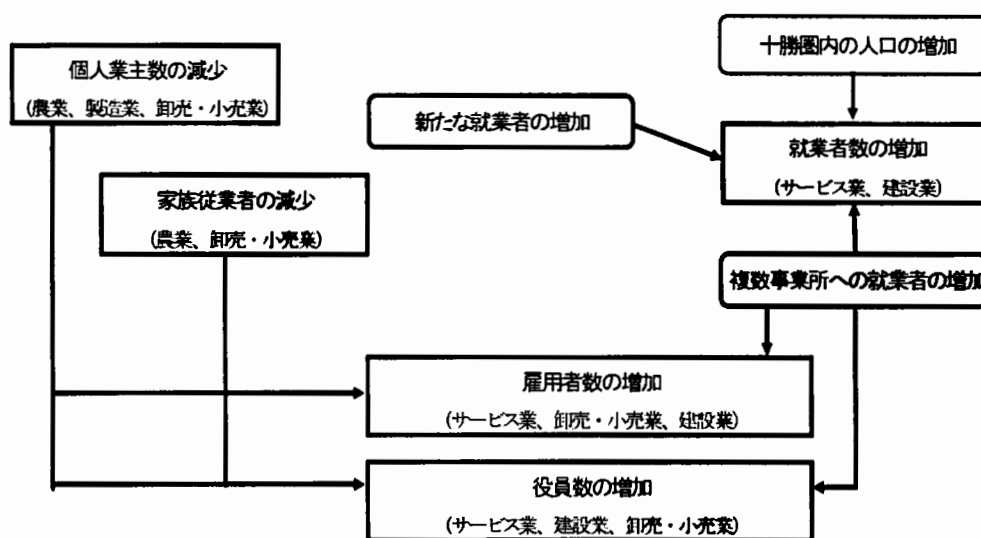 十勝圏内の人口の増加
個人業主数の減少
(農業、製造業、卸売・小売業)
新たな就業者の増加
就業者数の増加
(サービス業、建設業)
家族従業者の減少
(農業、卸売・小売業)
複数事業所への就業者の増加
雇用者数の増加
(サービス業、卸売・小売業、建設業)
役員数の増加
(サービス業、建設業、卸売・小売業)